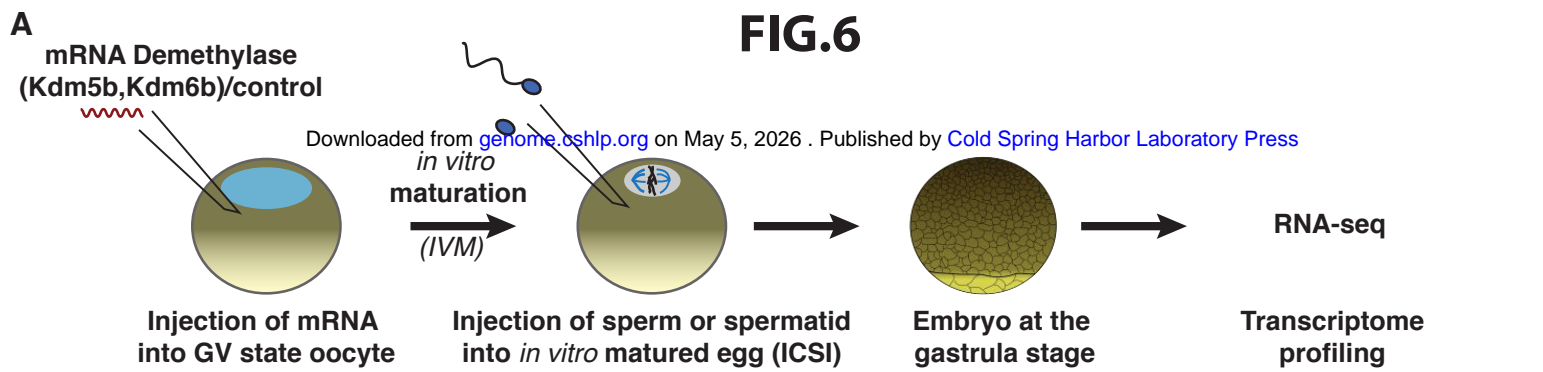 A
FIG.6
mRNA Demethylase
(Kdm5b,Kdm6b)/control
Downloaded from genome.cshlp.org on May 5, 2026 . Published by Cold Spring Harbor Laboratory Press
in vitro
maturation
(IVM)
RNA-seq
Injection of mRNA
into GV state oocyte
Injection of sperm or spermatid
into in vitro matured egg (ICSI)
Embryo at the
gastrula stage
Transcriptome
profiling